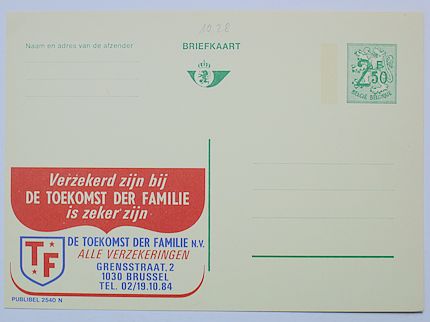 1028
Naam en adres van de afzender
BRIEFKAART
2 F
50
BELGIË-BELGIQUE
Verzekerd zijn bij
DE TOEKOMST DER FAMILIE
is zeker zijn
TF
DE TOEKOMST DER FAMILIE N.V.
ALLE VERZEKERINGEN
GRENSSTRAAT, 2
1030 BRUSSEL
TEL. 02/19.10.84
PUBLIBEL 2540 N